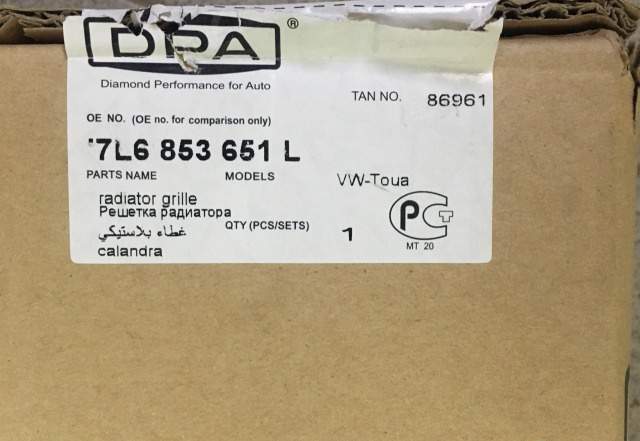 DPA ®
Diamond Performance for Auto
TAN NO. 86961
OE NO. (OE no. for comparison only)
7L6 853 651 L
PARTS NAME MODELS
VW-Toua
radiator grille
Решетка радиатора
غطاء بلاستيكي
calandra
QTY (PCS/SETS) 1
РСТ
MT 20